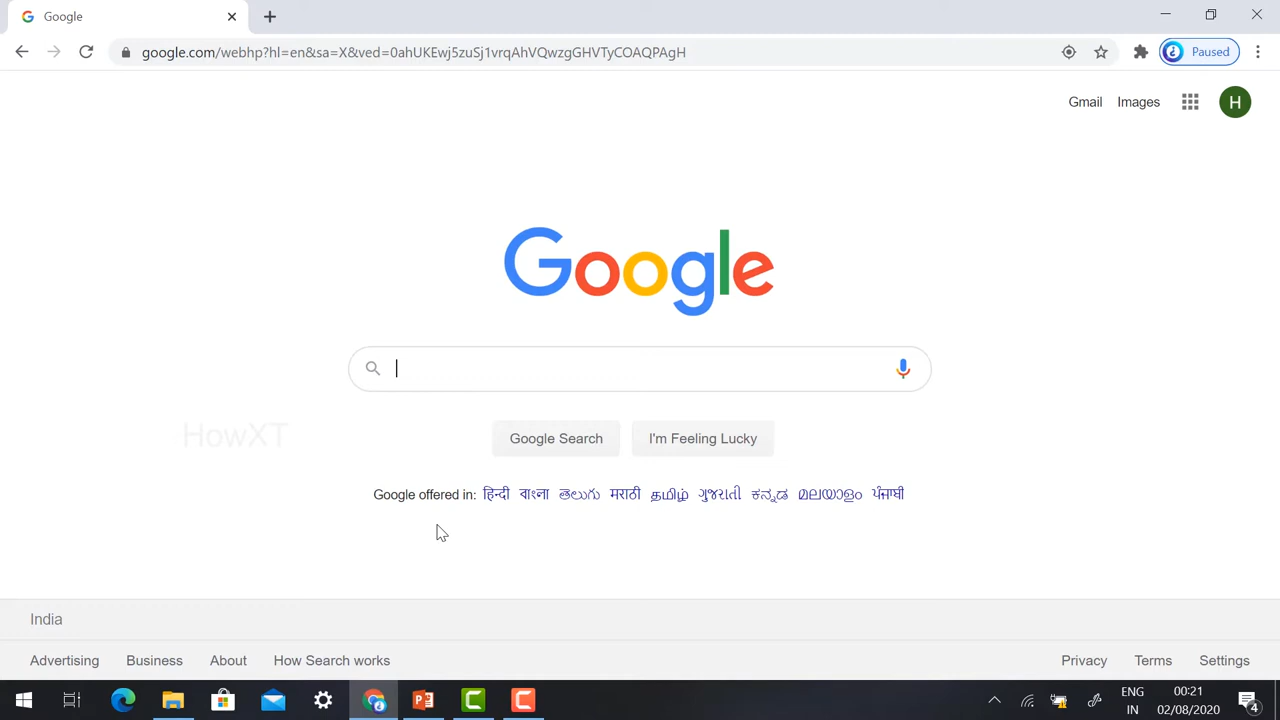 Google
google.com/webhp?hl=en&sa=X&ved=0ahUKEwj5zuSj1vrqAhVQwzgGHVTyCOAQPAgH
Paused
Gmail Images H
Google
HowXT
Google Search I'm Feeling Lucky
Google offered in: हिन्दी বাংলা తెలుగు मराठी தமிழ் ગુજરાતી ಕನ್ನಡ മലയാളം ਪੰਜਾਬੀ
India
Advertising Business About How Search works Privacy Terms Settings
ENG 00:21
IN 02/08/2020 4